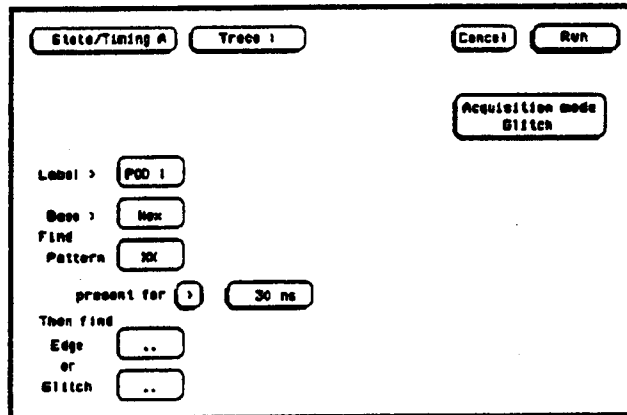 State/Timing A Trace 1 Cancel Run
Acquisition mode
Glitch
Label > POD 1
Base > Hex
Find
Pattern XX
present for > 30 ns
Then find
Edge ..
or
Glitch ..